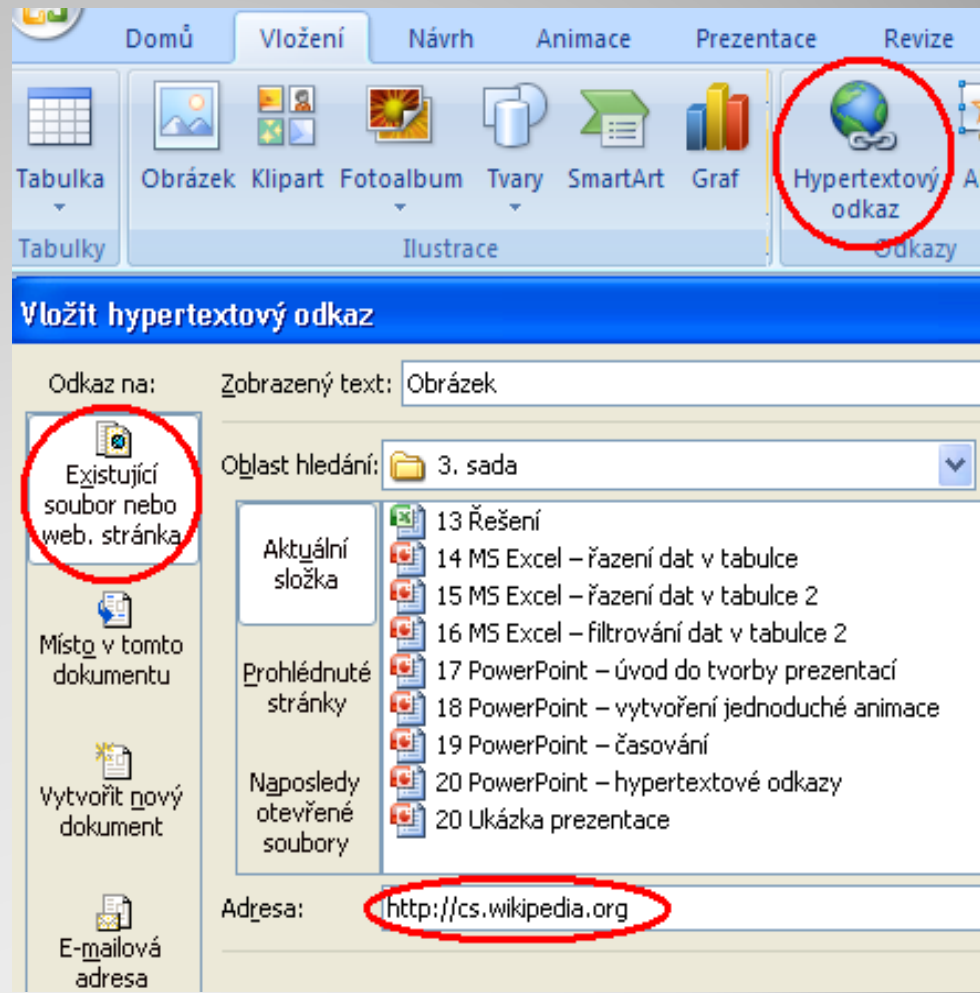 Domů Vložení Návrh Animace Prezentace Revize
Tabulka Obrázek Klipart Fotoalbum Tvary SmartArt Graf Hypertextový
odkaz
Tabulky Ilustrace Odkazy
Vložit hypertextový odkaz
Odkaz na: Zobrazený text: Obrázek
Existující
soubor nebo
web. stránka
Místo v tomto
dokumentu
Vytvořit nový
dokument
E-mailová
adresa
Oblast hledání: 3. sada
Aktuální
složka
Prohlédnuté
stránky
Naposledy
otevřené
soubory
13 Řešení
14 MS Excel – řazení dat v tabulce
15 MS Excel – řazení dat v tabulce 2
16 MS Excel – filtrování dat v tabulce 2
17 PowerPoint – úvod do tvorby prezentací
18 PowerPoint – vytvoření jednoduché animace
19 PowerPoint – časování
20 PowerPoint – hypertextové odkazy
20 Ukázka prezentace
Adresa: http://cs.wikipedia.org